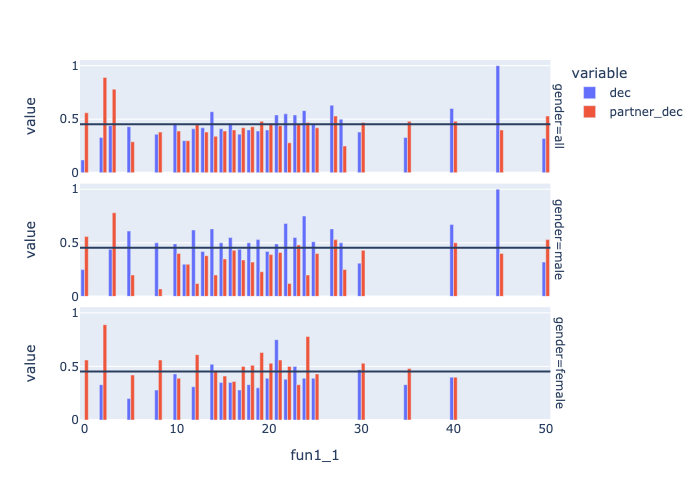 variable
dec
partner_dec
value
1
0.5
0
gender=all
value
1
0.5
0
gender=male
value
1
0.5
0
gender=female
0 10 20 30 40 50
fun1_1